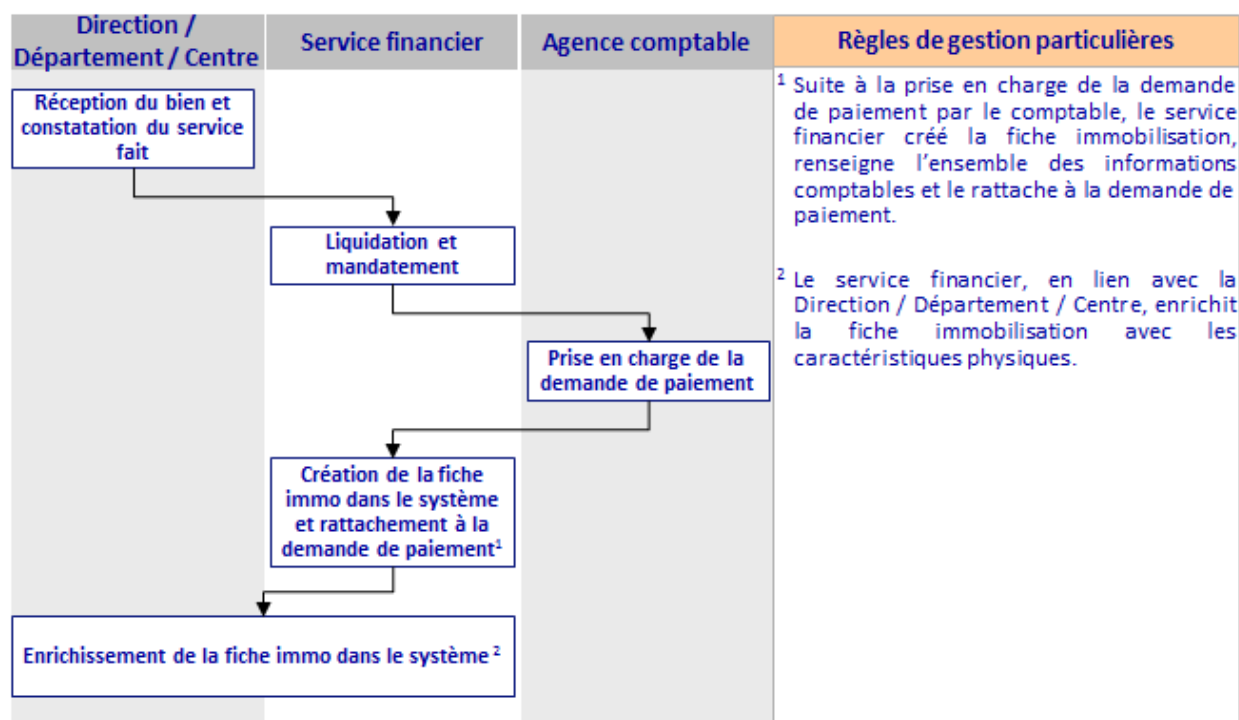 Direction /
Département / Centre
Service financier
Agence comptable
Règles de gestion particulières
Réception du bien et
constatation du service
fait
Liquidation et
mandatement
Prise en charge de la
demande de paiement
Création de la fiche
immo dans le système
et rattachement à la
demande de paiement¹
Enrichissement de la fiche immo dans le système ²
¹ Suite à la prise en charge de la demande
de paiement par le comptable, le service
financier créé la fiche immobilisation,
renseigne l’ensemble des informations
comptables et le rattache à la demande de
paiement.
² Le service financier, en lien avec la
Direction / Département / Centre, enrichit
la fiche immobilisation avec les
caractéristiques physiques.